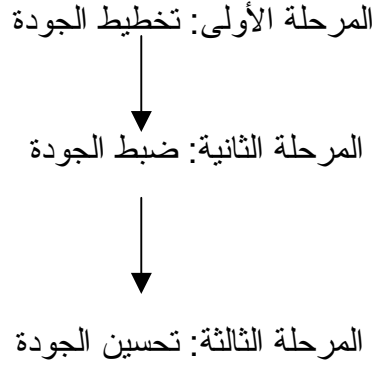 المرحلة الأولى: تخطيط الجودة
المرحلة الثانية: ضبط الجودة
المرحلة الثالثة: تحسين الجودة